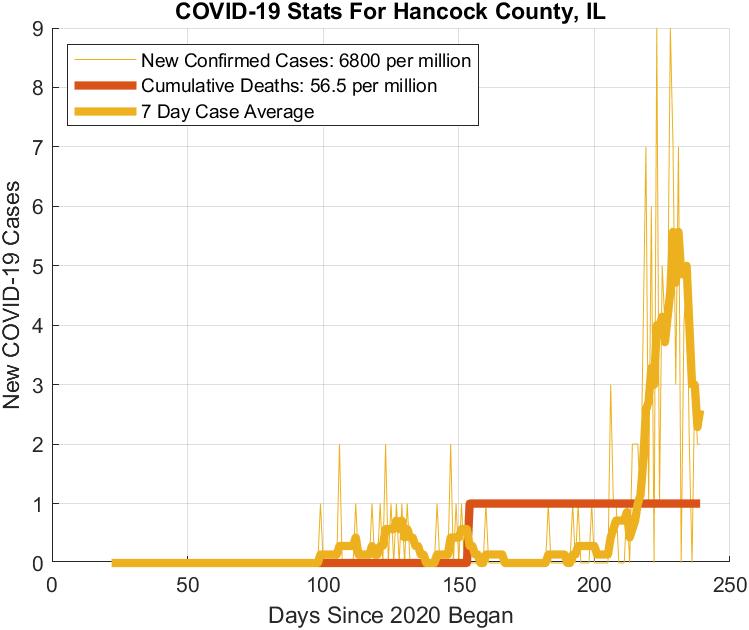 COVID-19 Stats For Hancock County, IL
New Confirmed Cases: 6800 per million
Cumulative Deaths: 56.5 per million
7 Day Case Average
New COVID-19 Cases
9
8
7
6
5
4
3
2
1
0
0 50 100 150 200 250
Days Since 2020 Began